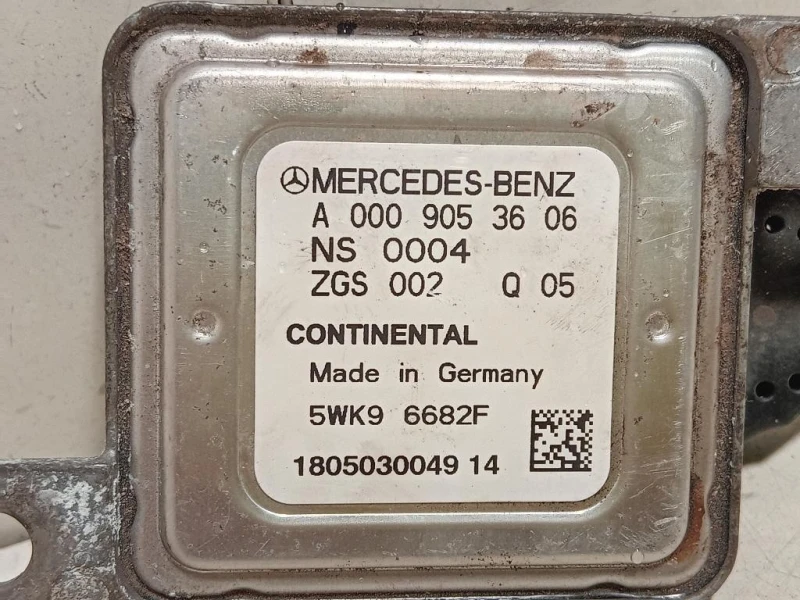 MERCEDES-BENZ
A 000 905 36 06
NS 0004
ZGS 002 Q 05
CONTINENTAL
Made in Germany
5WK9 6682F
1805030049 14